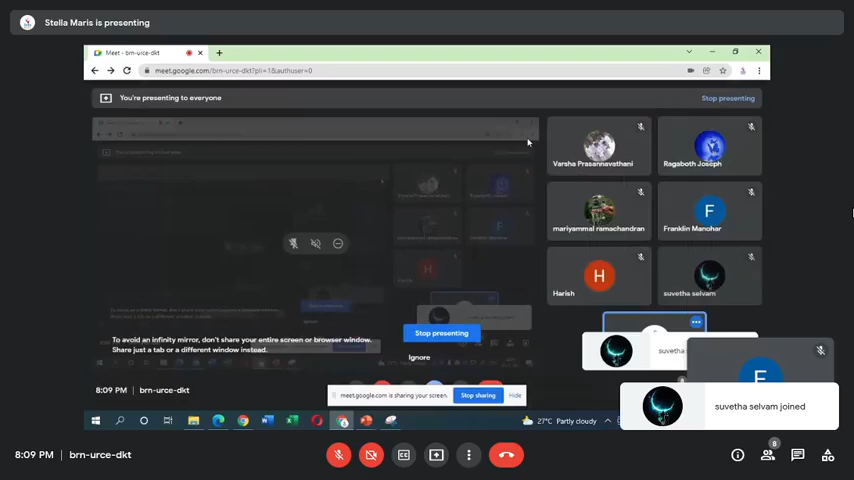 Stella Maris is presenting
Meet - brn-urce-dkt
meet.google.com/brn-urce-dkt?pli=1&authuser=0
You're presenting to everyone
Stop presenting
Varsha Prasannavathani
Ragaboth Joseph
mariyammal ramachandran
F
Franklin Manohar
H
Harish
suvetha selvam
To avoid an infinity mirror, don't share your entire screen or browser window.
Share just a tab or a different window instead.
Stop presenting
Ignore
suvetha
F
8:09 PM | brn-urce-dkt
meet.google.com is sharing your screen.
Stop sharing
Hide
suvetha selvam joined
27°C Partly cloudy
8:09 PM | brn-urce-dkt
8